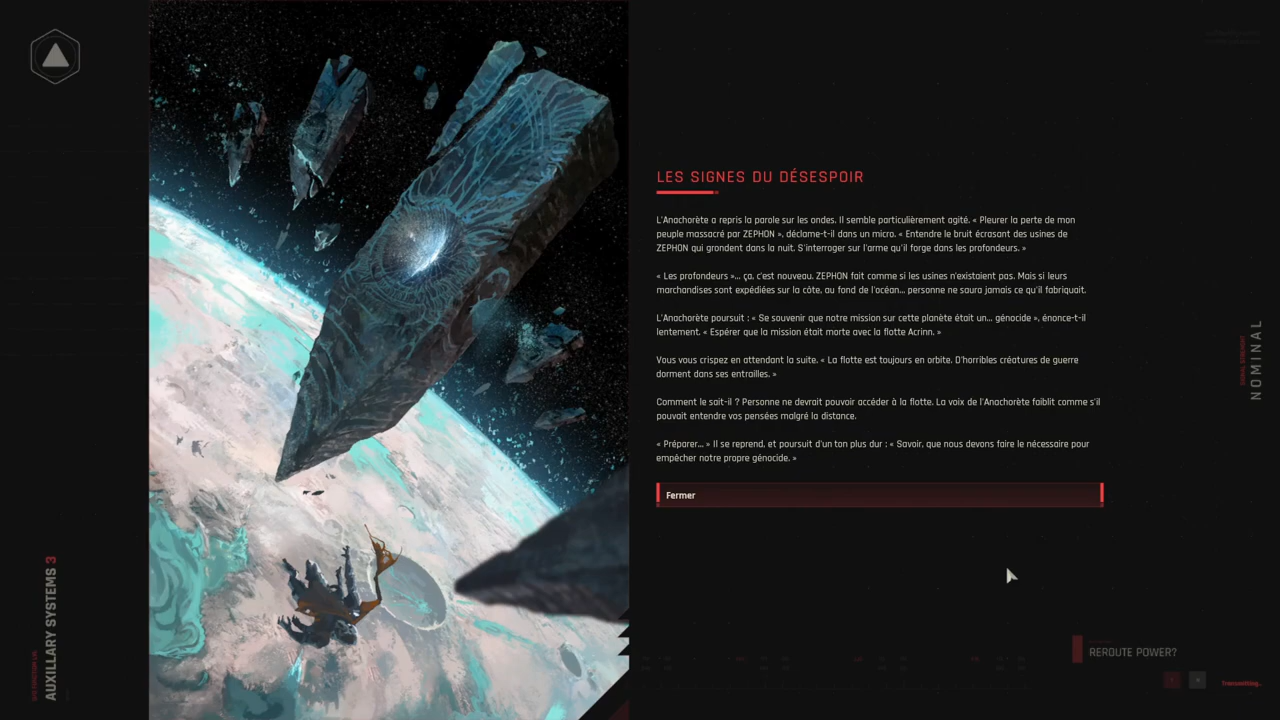 LES SIGNES DU DÉSESPOIR
L'Anachorète a repris la parole sur les ondes. Il semble particulièrement agité. « Pleurer la perte de mon
peuple massacré par ZEPHON », déclame-t-il dans un micro. « Entendre le bruit écrasant des usines de
ZEPHON qui grondent dans la nuit. S'interroger sur l'arme qu'il forge dans les profondeurs. »
« Les profondeurs »... ça, c'est nouveau. ZEPHON fait comme si les usines n'existaient pas. Mais si leurs
marchandises sont expédiées sur la côte, au fond de l'océan... personne ne saura jamais ce qu'il fabriquait.
L'Anachorète poursuit : « Se souvenir que notre mission sur cette planète était un... génocide », énonce-t-il
lentement. « Espérer que la mission était morte avec la flotte Acrinn. »
Vous vous crispez en attendant la suite. « La flotte est toujours en orbite. D'horribles créatures de guerre
dorment dans ses entrailles. »
Comment le sait-il ? Personne ne devrait pouvoir accéder à la flotte. La voix de l'Anachorète faiblit comme s'il
pouvait entendre vos pensées malgré la distance.
« Préparer... » Il se reprend, et poursuit d'un ton plus dur : « Savoir, que nous devons faire le nécessaire pour
empêcher notre propre génocide. »
Fermer
AUXILLARY SYSTEMS 3
NOMINAL
REROUTE POWER?
Transmitting..